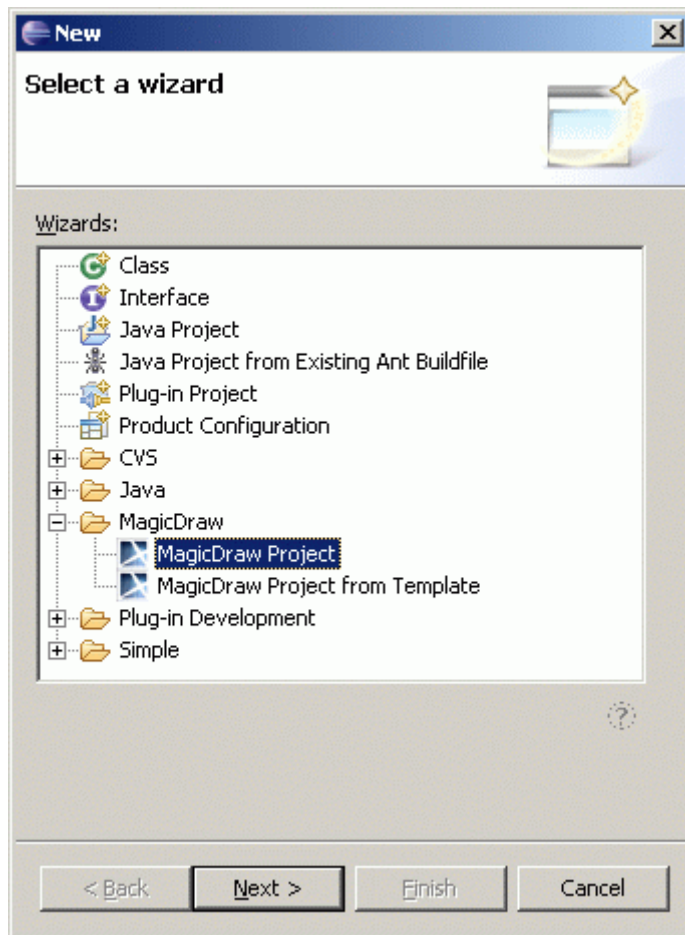 New
Select a wizard
Wizards:
Class
Interface
Java Project
Java Project from Existing Ant Buildfile
Plug-in Project
Product Configuration
CVS
Java
MagicDraw
MagicDraw Project
MagicDraw Project from Template
Plug-in Development
Simple
?
< Back Next > Finish Cancel